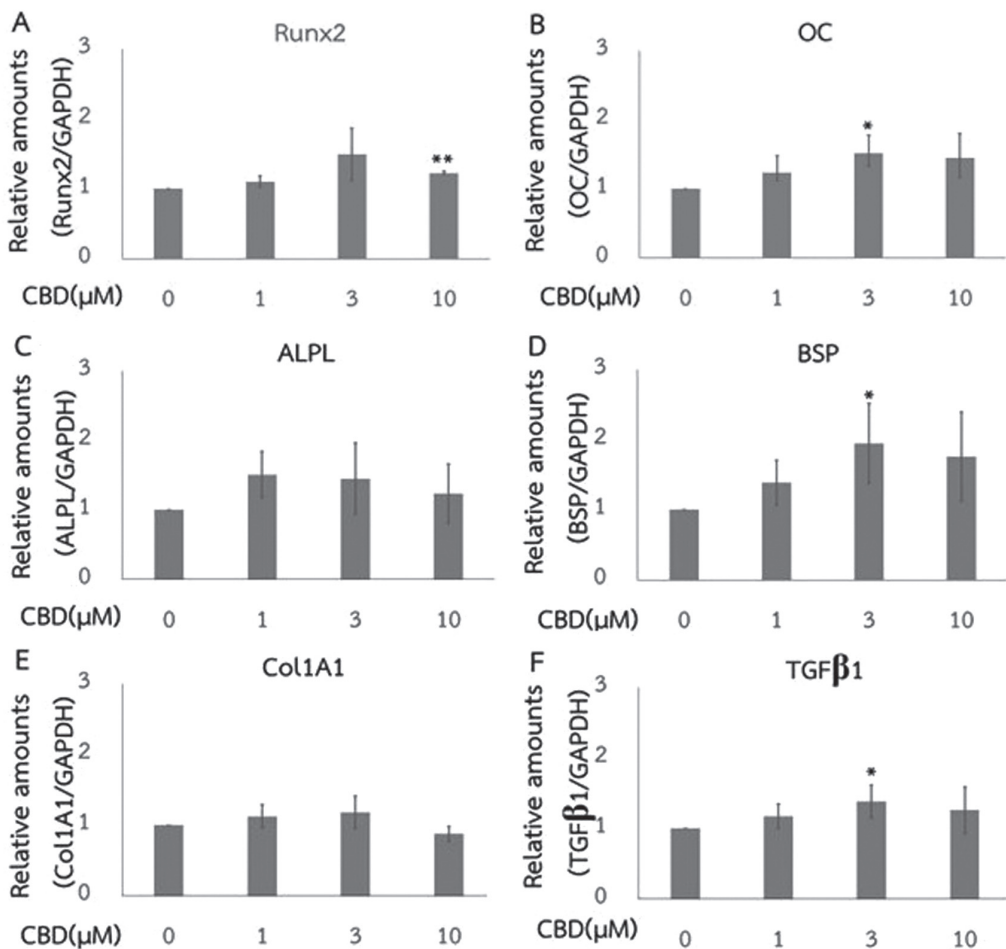 A
Runx2
Relative amounts
(Runx2/GAPDH)
3
2
1
0
**
CBD(µM) 0 1 3 10
B
OC
Relative amounts
(OC/GAPDH)
3
2
1
0
*
CBD(µM) 0 1 3 10
C
ALPL
Relative amounts
(ALPL/GAPDH)
3
2
1
0
CBD(µM) 0 1 3 10
D
BSP
Relative amounts
(BSP/GAPDH)
3
2
1
0
*
CBD(µM) 0 1 3 10
E
Col1A1
Relative amounts
(Col1A1/GAPDH)
3
2
1
0
CBD(µM) 0 1 3 10
F
TGFβ1
Relative amounts
(TGFβ1/GAPDH)
3
2
1
0
*
CBD(µM) 0 1 3 10